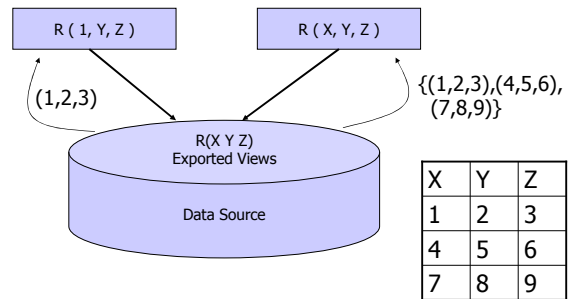 R ( 1, Y, Z )
R ( X, Y, Z )
(1,2,3)
{(1,2,3),(4,5,6),
(7,8,9)}
R(X Y Z)
Exported Views
Data Source
X Y Z
1 2 3
4 5 6
7 8 9